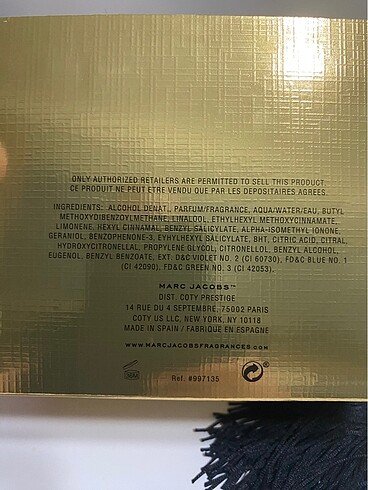 ONLY AUTHORIZED RETAILERS ARE PERMITTED TO SELL THIS PRODUCT.
CE PRODUIT NE PEUT ETRE VENDU QUE PAR LES DEPOSITAIRES AGREES.
INGREDIENTS: ALCOHOL DENAT., PARFUM/FRAGRANCE, AQUA/WATER/EAU, BUTYL
METHOXYDIBENZOYLMETHANE, LINALOOL, ETHYLHEXYL METHOXYCINNAMATE,
LIMONENE, HEXYL CINNAMAL, BENZYL SALICYLATE, ALPHA-ISOMETHYL IONONE,
GERANIOL, BENZOPHENONE-3, EYHYLHEXYL SALICYLATE, BHT, CITRIC ACID, CITRAL,
HYDROXYCITRONELLAL, PROPYLENE GLYCOL, CITRONELLOL, BENZYL ALCOHOL,
EUGENOL, BENZYL BENZOATE, EXT. D&C VIOLET NO. 2 (CI 60730), FD&C BLUE NO. 1
(CI 42090), FD&C GREEN NO. 3 (CI 42053).
MARC JACOBS™
DIST. COTY PRESTIGE
14 RUE DU 4 SEPTEMBRE, 75002 PARIS
COTY US LLC, NEW YORK, NY 10118
MADE IN SPAIN / FABRIQUE EN ESPAGNE
WWW.MARCJACOBSFRAGRANCES.COM
Ref. #997135